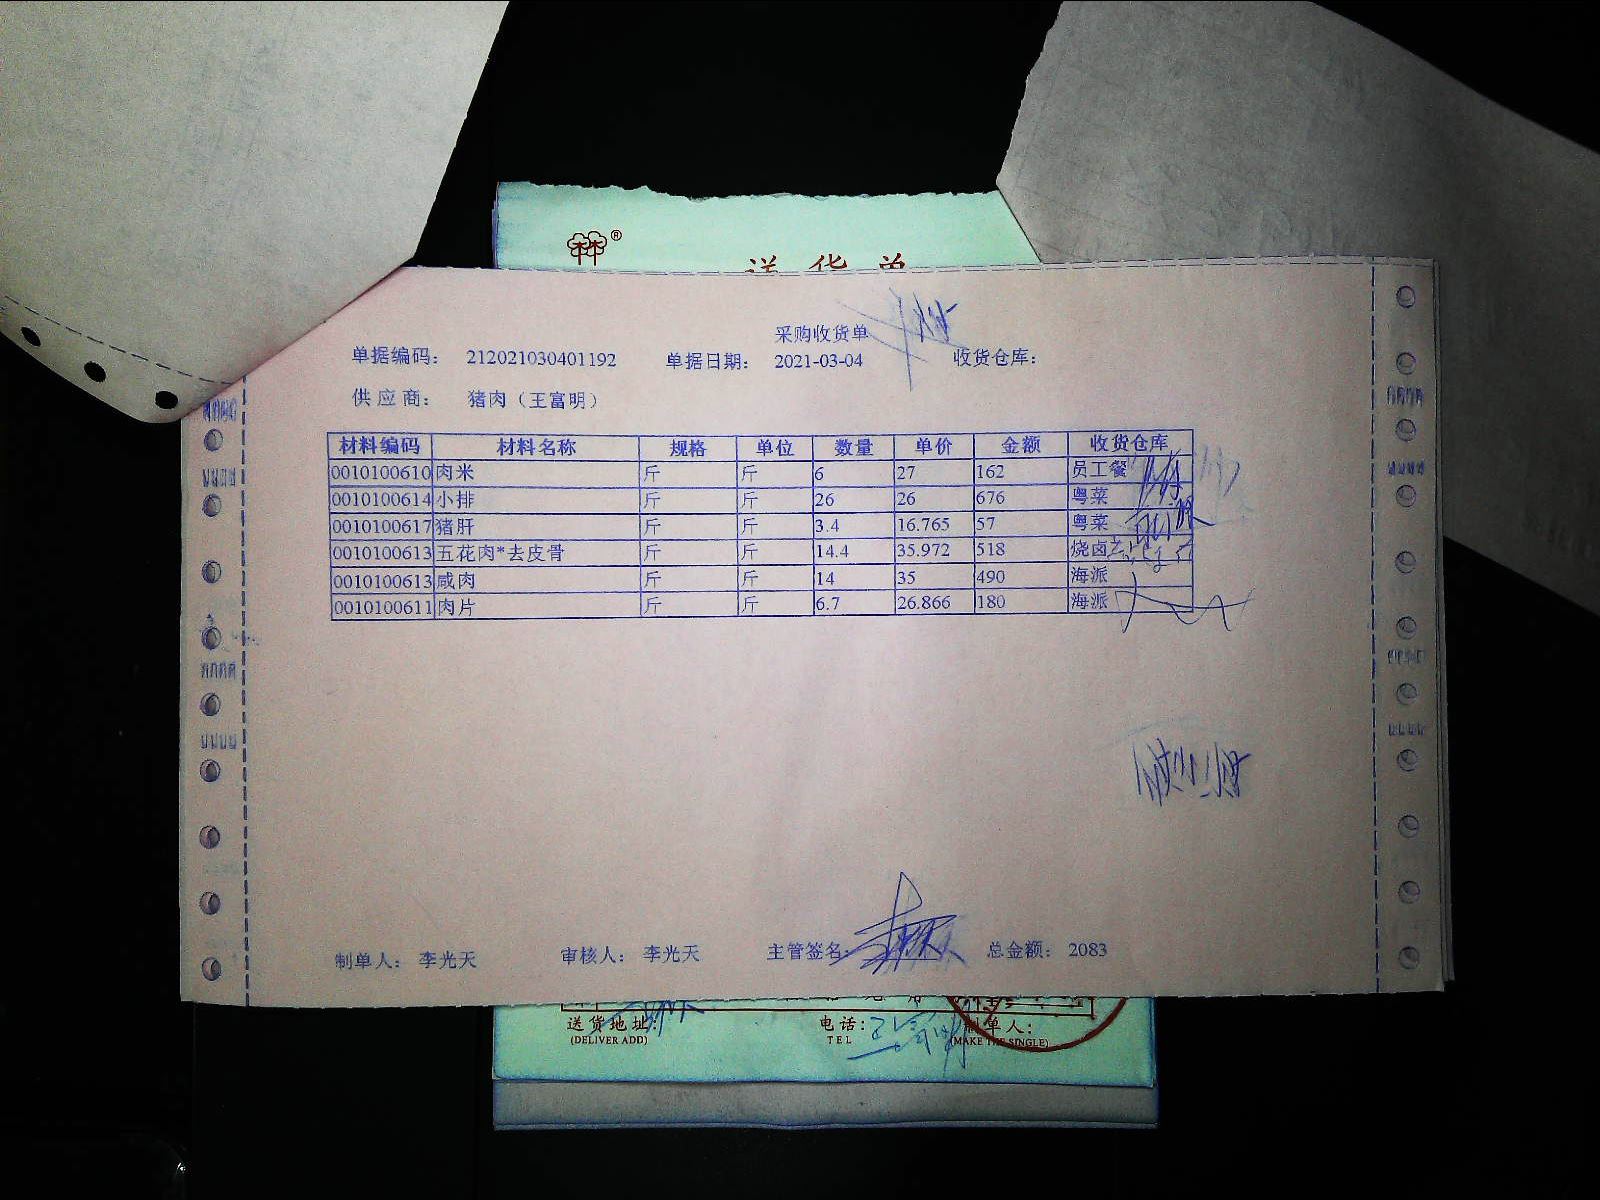 ®
送货单
采购收货单
单据编码： 212021030401192 单据日期： 2021-03-04 收货仓库：
供应商： 猪肉（王富明）
材料编码 材料名称 规格 单位 数量 单价 金额 收货仓库
0010100610 肉米 斤 斤 6 27 162 员工餐
0010100614 小排 斤 斤 26 26 676 粤菜
0010100617 猪肝 斤 斤 3.4 16.765 57 粤菜
0010100613 五花肉*去皮骨 斤 斤 14.4 35.972 518 烧卤
0010100613 咸肉 斤 斤 14 35 490 海派
0010100611 肉片 斤 斤 6.7 26.866 180 海派
制单人： 李光天 审核人： 李光天 主管签名： 总金额： 2083
送货地址： 电话： 制单人：
(DELIVER ADD) TEL (MAKE THE SINGLE)